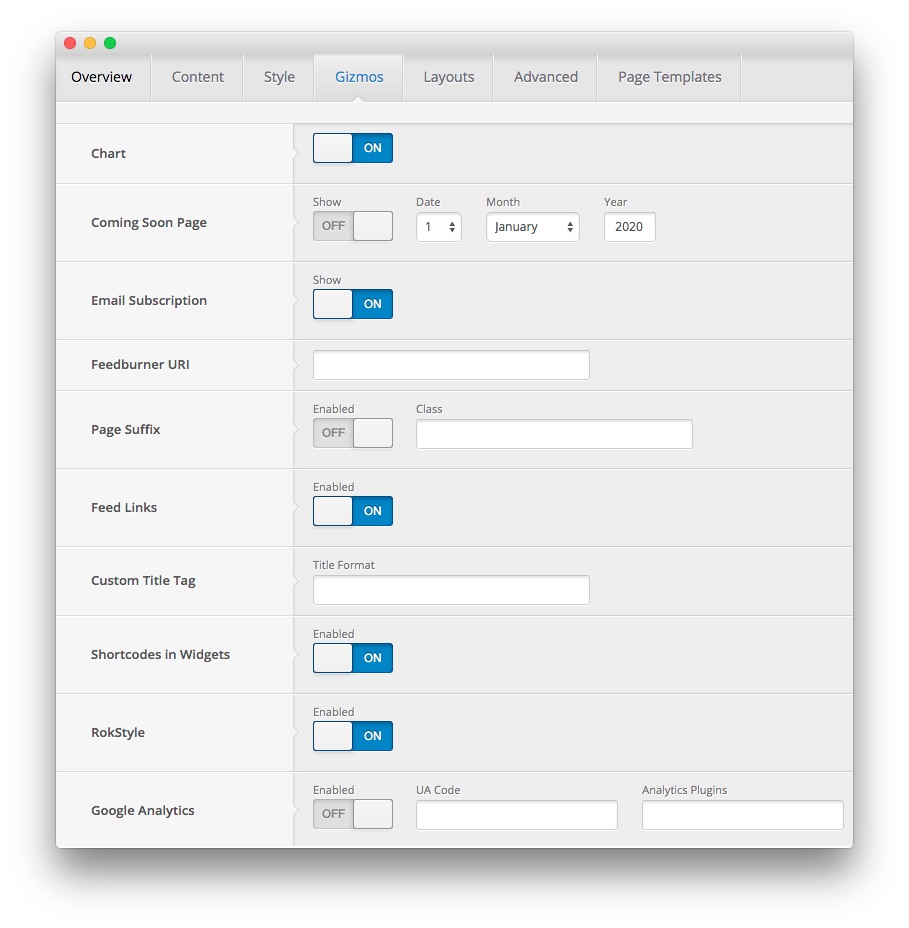 Overview Content Style Gizmos Layouts Advanced Page Templates
Chart ON
Show Date Month Year
Coming Soon Page OFF 1 January 2020
Show
Email Subscription ON
Feedburner URI
Enabled Class
Page Suffix OFF
Enabled
Feed Links ON
Title Format
Custom Title Tag
Enabled
Shortcodes in Widgets ON
Enabled
RokStyle ON
Enabled UA Code Analytics Plugins
Google Analytics OFF